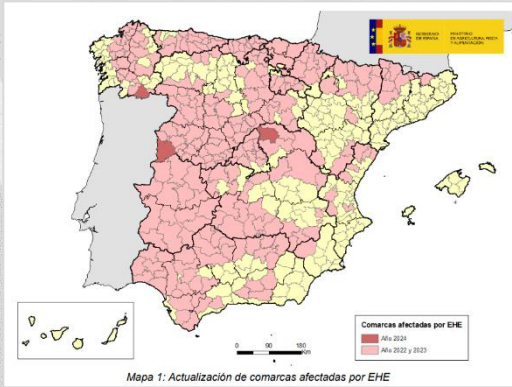 GOBIERNO
DE ESPAÑA
MINISTERIO
DE AGRICULTURA, PESCA
Y ALIMENTACIÓN
Comarcas afectadas por EHE
Año 2024
Año 2022 y 2023
0 90 180
Km
Mapa 1: Actualización de comarcas afectadas por EHE